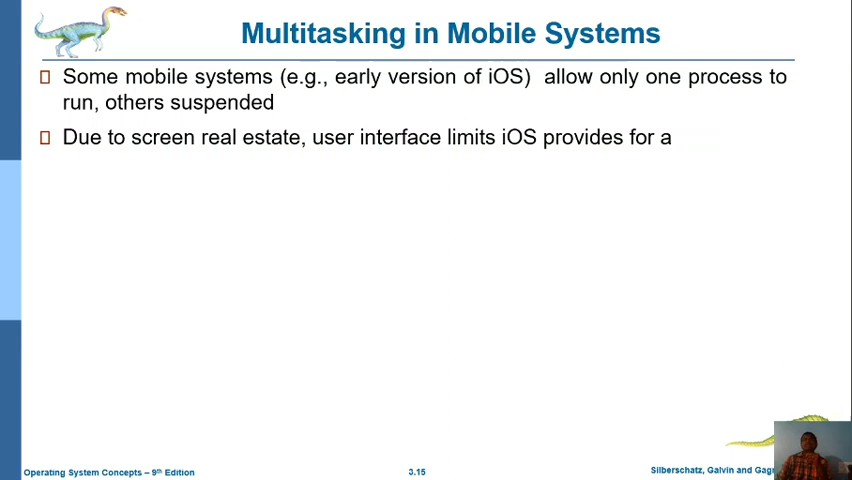 Multitasking in Mobile Systems
Some mobile systems (e.g., early version of iOS) allow only one process to
run, others suspended
Due to screen real estate, user interface limits iOS provides for a
Operating System Concepts – 9th Edition
3.15
Silberschatz, Galvin and